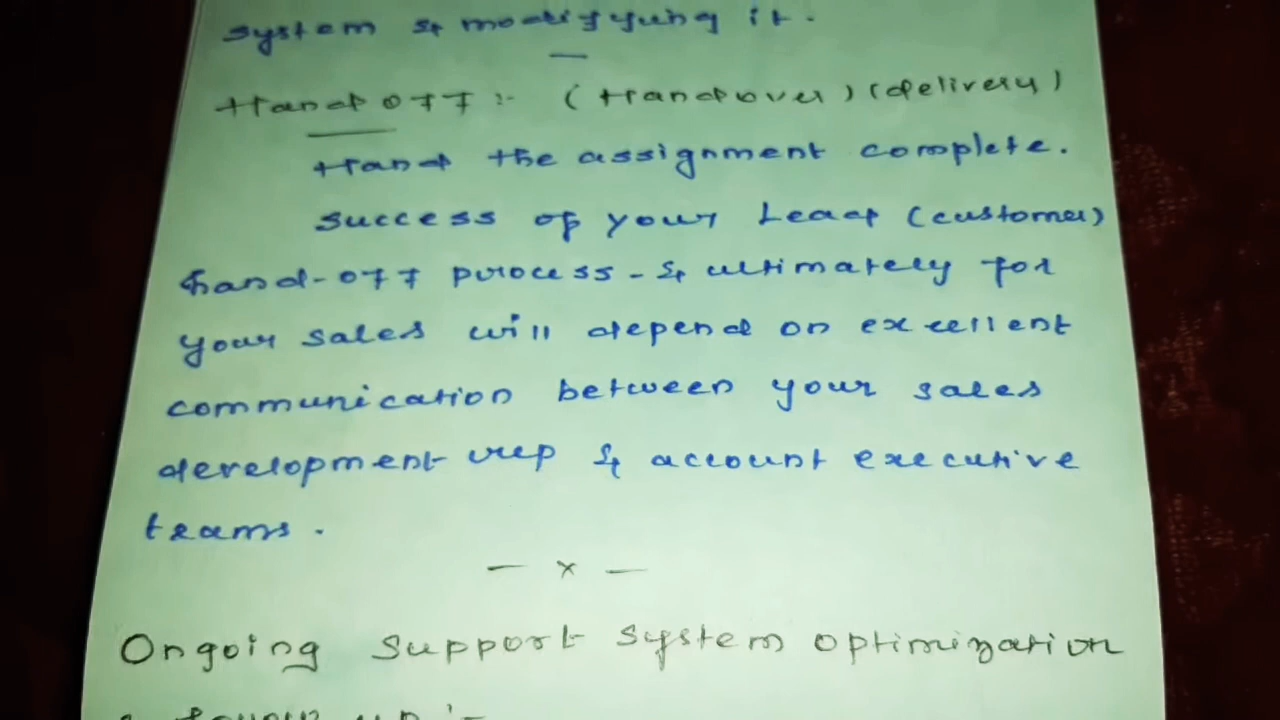 system & modifying it.
Hand off :- (Handover) (delivery)
Hand the assignment complete.
success of your Lead (customer)
hand-off process - & ultimately for
your sales will depend on excellent
communication between your sales
development rep & account executive
teams.
— x —
Ongoing support system optimization
& follow up :-